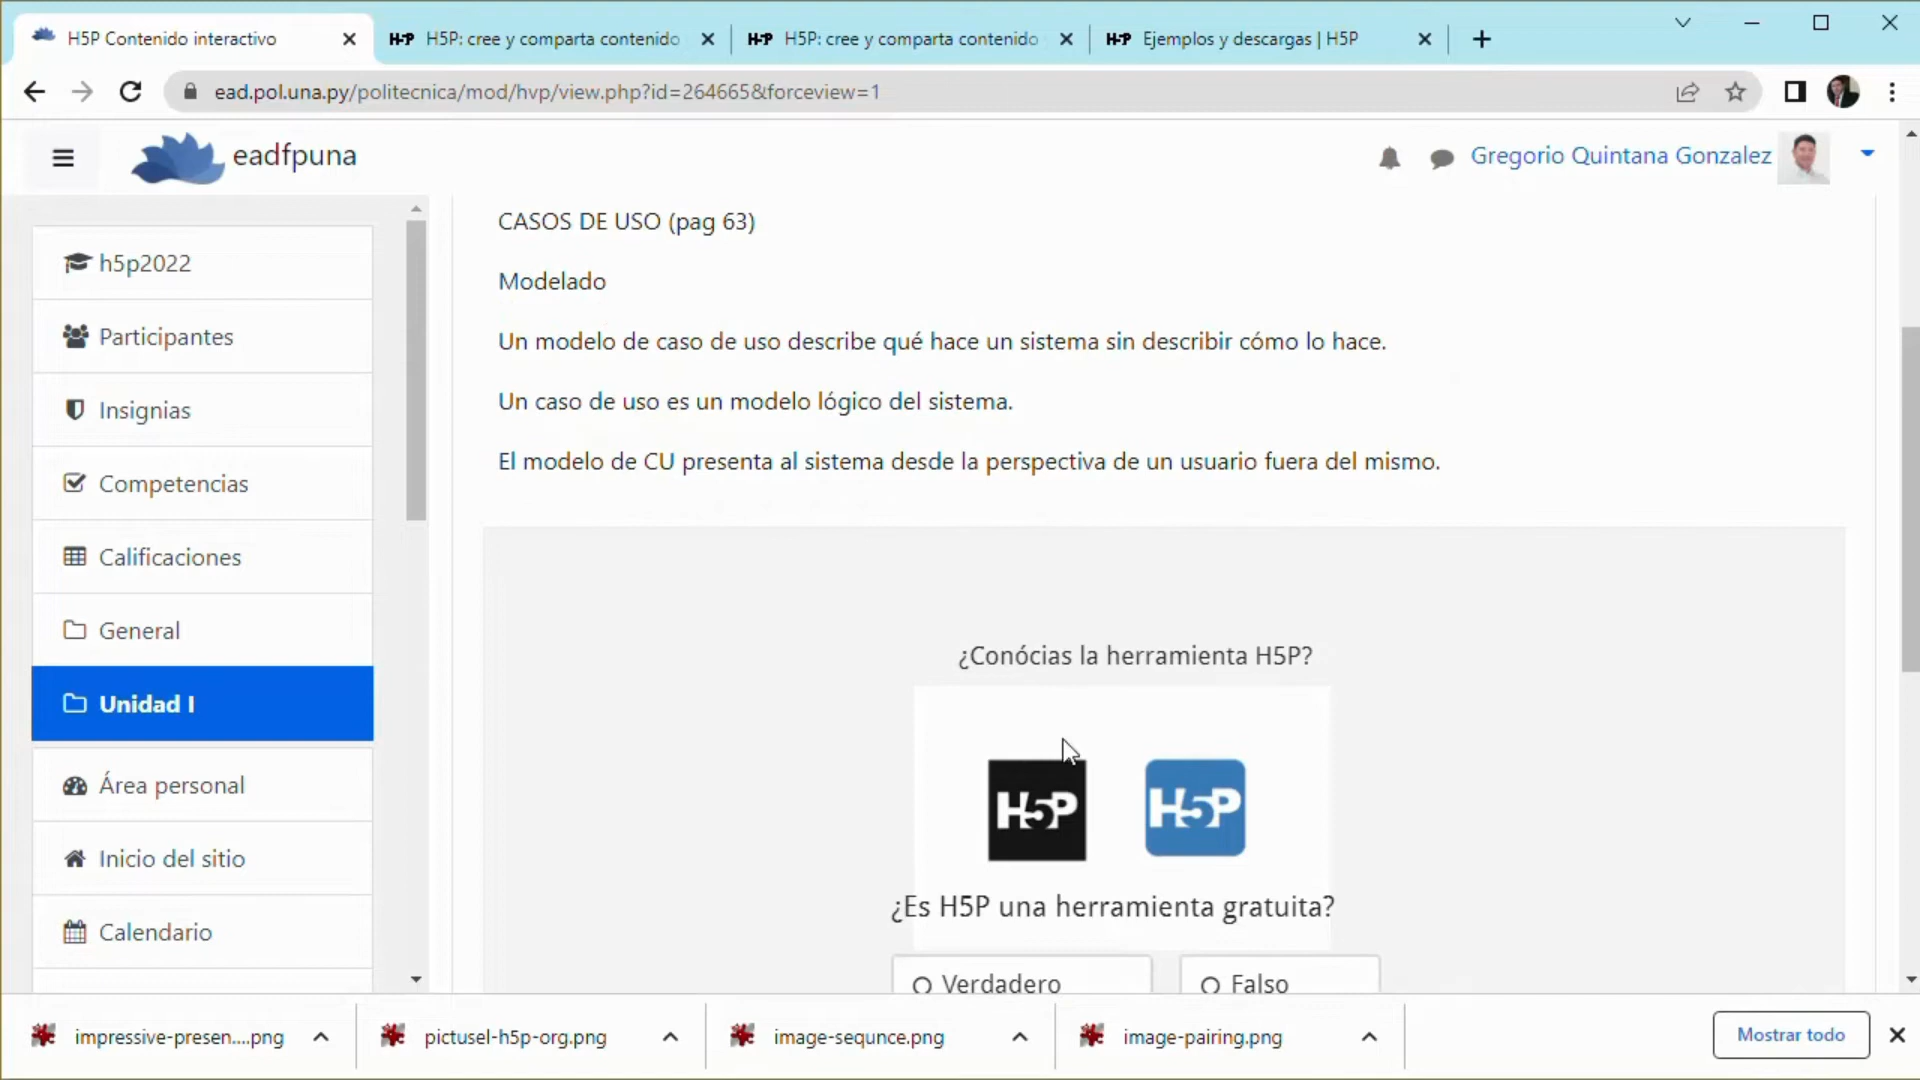 H5P Contenido interactivo
H5P: cree y comparta contenido
H5P: cree y comparta contenido
Ejemplos y descargas | H5P
ead.pol.una.py/politecnica/mod/hvp/view.php?id=264665&forceview=1
eadfpuna
Gregorio Quintana Gonzalez
h5p2022
Participantes
Insignias
Competencias
Calificaciones
General
Unidad I
Área personal
Inicio del sitio
Calendario
CASOS DE USO (pag 63)
Modelado
Un modelo de caso de uso describe qué hace un sistema sin describir cómo lo hace.
Un caso de uso es un modelo lógico del sistema.
El modelo de CU presenta al sistema desde la perspectiva de un usuario fuera del mismo.
¿Conócias la herramienta H5P?
H5P H5P
¿Es H5P una herramienta gratuita?
Verdadero Falso
impressive-presen....png
pictusel-h5p-org.png
image-sequnce.png
image-pairing.png
Mostrar todo